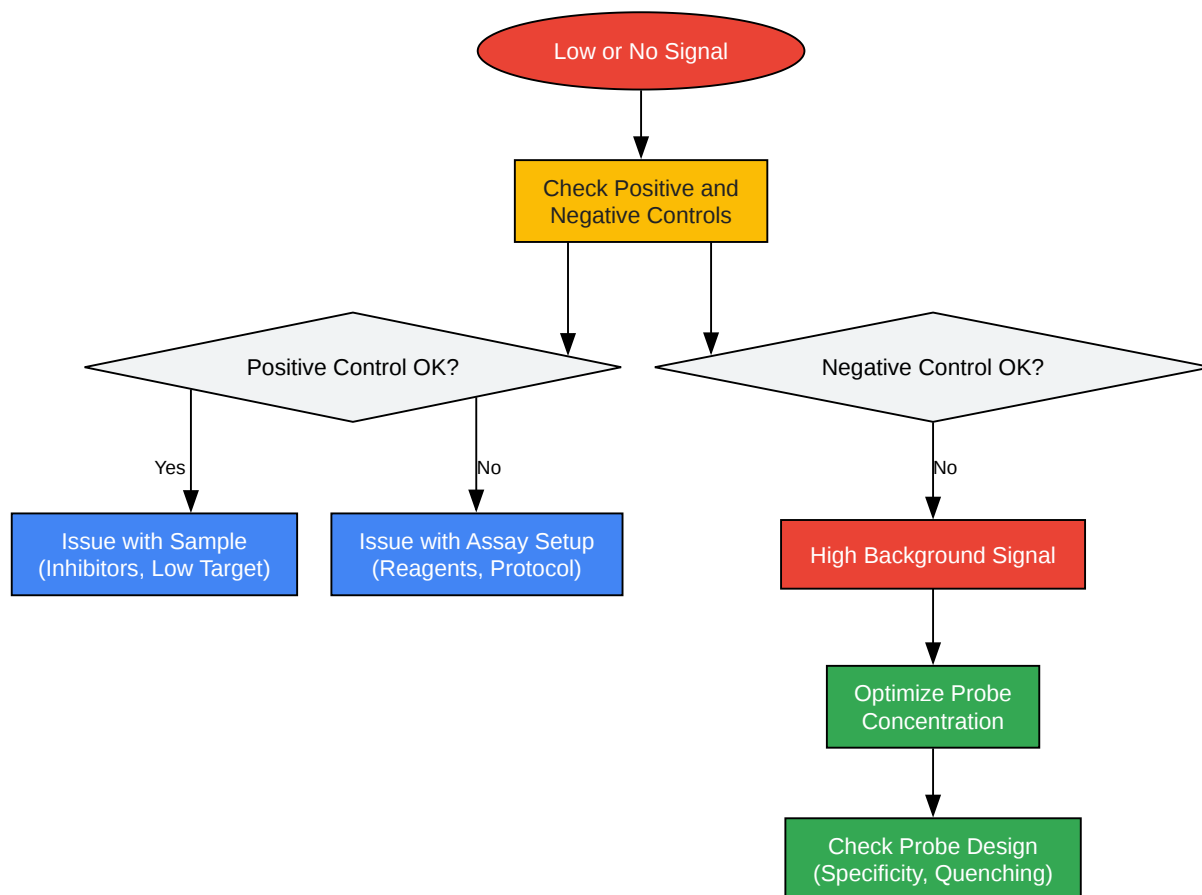 Low or No Signal
Check Positive and
Negative Controls
Positive Control OK?
Negative Control OK?
Yes
No
No
Issue with Sample
(Inhibitors, Low Target)
Issue with Assay Setup
(Reagents, Protocol)
High Background Signal
Optimize Probe
Concentration
Check Probe Design
(Specificity, Quenching)